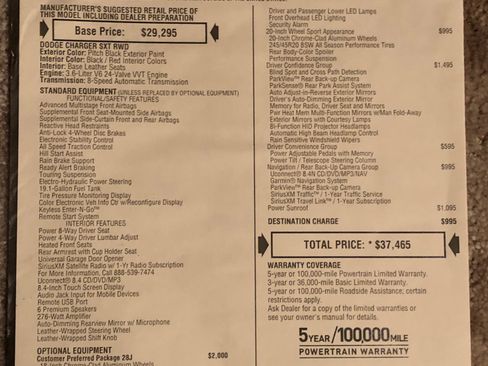 MANUFACTURER'S SUGGESTED RETAIL PRICE OF
THIS MODEL INCLUDING DEALER PREPARATION
Base Price: $29,295
DODGE CHARGER SXT RWD
Exterior Color: Pitch Black Exterior Paint
Interior Color: Black / Red Interior Colors
Interior: Base Leather Seats
Engine: 3.6-Liter V6 24-Valve VVT Engine
Transmission: 8-Speed Automatic Transmission
STANDARD EQUIPMENT (UNLESS REPLACED BY OPTIONAL EQUIPMENT)
FUNCTIONAL/SAFETY FEATURES
Advanced Multistage Front Airbags
Supplemental Front Seat-Mounted Side Airbags
Supplemental Side-Curtain Front and Rear Airbags
Reactive Head Restraints
Anti-Lock 4-Wheel Disc Brakes
Electronic Stability Control
All Speed Traction Control
Hill Start Assist
Rain Brake Support
Ready Alert Braking
Touring Suspension
Electro-Hydraulic Power Steering
19.1-Gallon Fuel Tank
Tire Pressure Monitoring Display
Color Electronic Veh Info Ctr w/Reconfigure Display
Keyless Enter-N-Go™
Remote Start System
INTERIOR FEATURES
Power 8-Way Driver Seat
Power 4-Way Driver Lumbar Adjust
Heated Front Seats
Rear Armrest with Cup Holder Seat
Universal Garage Door Opener
SiriusXM Satellite Radio w/ 1-Yr Radio Subscription
For More Information, Call 888-539-7474
Uconnect® 8.4 CD/DVD/MP3
8.4-Inch Touch Screen Display
Audio Jack Input for Mobile Devices
Remote USB Port
6 Premium Speakers
276-Watt Amplifier
Auto-Dimming Rearview Mirror w/ Microphone
Leather-Wrapped Steering Wheel
Leather-Wrapped Shift Knob
OPTIONAL EQUIPMENT
Customer Preferred Package 28J $2,000
18-Inch Chrome-Clad Aluminum Wheels
Driver and Passenger Lower LED Lamps
Front Overhead LED Lighting
Security Alarm
20-Inch Wheel Sport Appearance $995
20-Inch Chrome-Clad Aluminum Wheels
245/45R20 BSW All Season Performance Tires
Rear Body-Color Spoiler
Performance Suspension
Driver Confidence Group $1,495
Blind Spot and Cross Path Detection
ParkView™ Rear Back-up Camera
ParkSense® Rear Park Assist System
Auto Adjust-in-Reverse Exterior Mirrors
Driver's Auto-Dimming Exterior Mirror
Memory for Radio, Driver Seat and Mirrors
Pwr Heat Mem Multi-Function Mirrors w/Man Fold-Away
Exterior Mirrors with Courtesy Lamps
Bi-Function HID Projector Headlamps
Automatic High Beam Headlamp Control
Rain Sensitive Windshield Wipers
Driver Convenience Group $595
Power Adjustable Pedals with Memory
Power Tilt / Telescope Steering Column
Navigation / Rear Back-up Camera Group $995
Uconnect® 8.4N CD/DVD/MP3/NAV
Garmin® Navigation System
ParkView™ Rear Back-up Camera
SiriusXM Traffic™ / 1-Year Traffic Service
SiriusXM Travel Link™ / 1-Year Subscription
Power Sunroof $1,095
DESTINATION CHARGE $995
TOTAL PRICE: * $37,465
WARRANTY COVERAGE
5-year or 100,000-mile Powertrain Limited Warranty.
3-year or 36,000-mile Basic Limited Warranty.
5-year or 100,000-mile Roadside Assistance; certain
restrictions apply.
Ask Dealer for a copy of the limited warranties or
see your owner's manual for details.
5 YEAR/100,000 MILE
POWERTRAIN WARRANTY